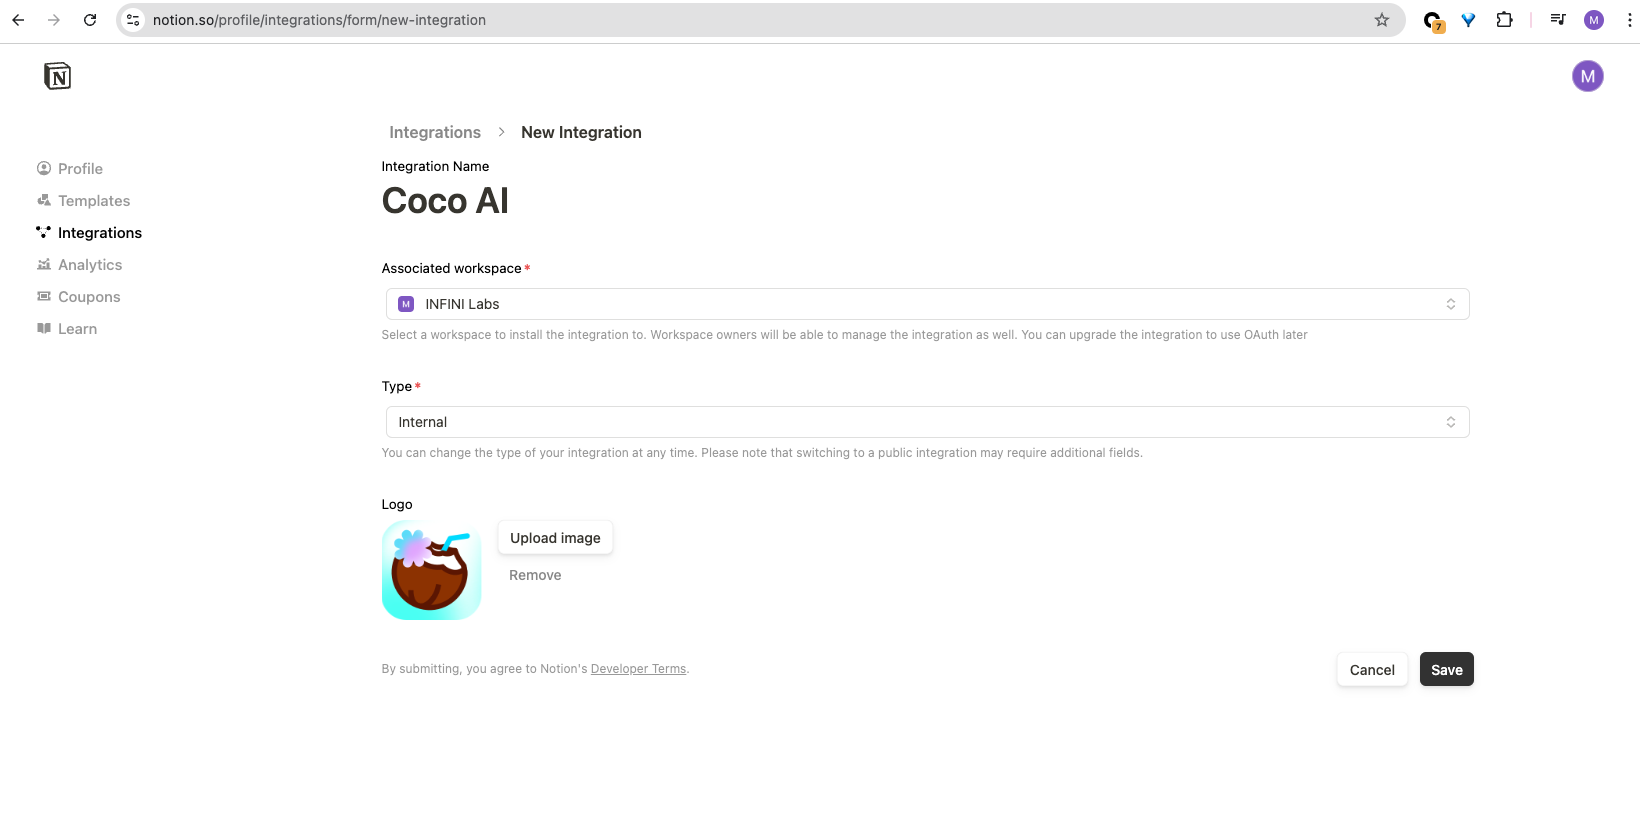 notion.so/profile/integrations/form/new-integration
7
M
N
M
Integrations > New Integration
Profile
Templates
Integrations
Analytics
Coupons
Learn
Integration Name
Coco AI
Associated workspace*
M INFINI Labs
Select a workspace to install the integration to. Workspace owners will be able to manage the integration as well. You can upgrade the integration to use OAuth later
Type*
Internal
You can change the type of your integration at any time. Please note that switching to a public integration may require additional fields.
Logo
Upload image
Remove
By submitting, you agree to Notion's Developer Terms.
Cancel
Save